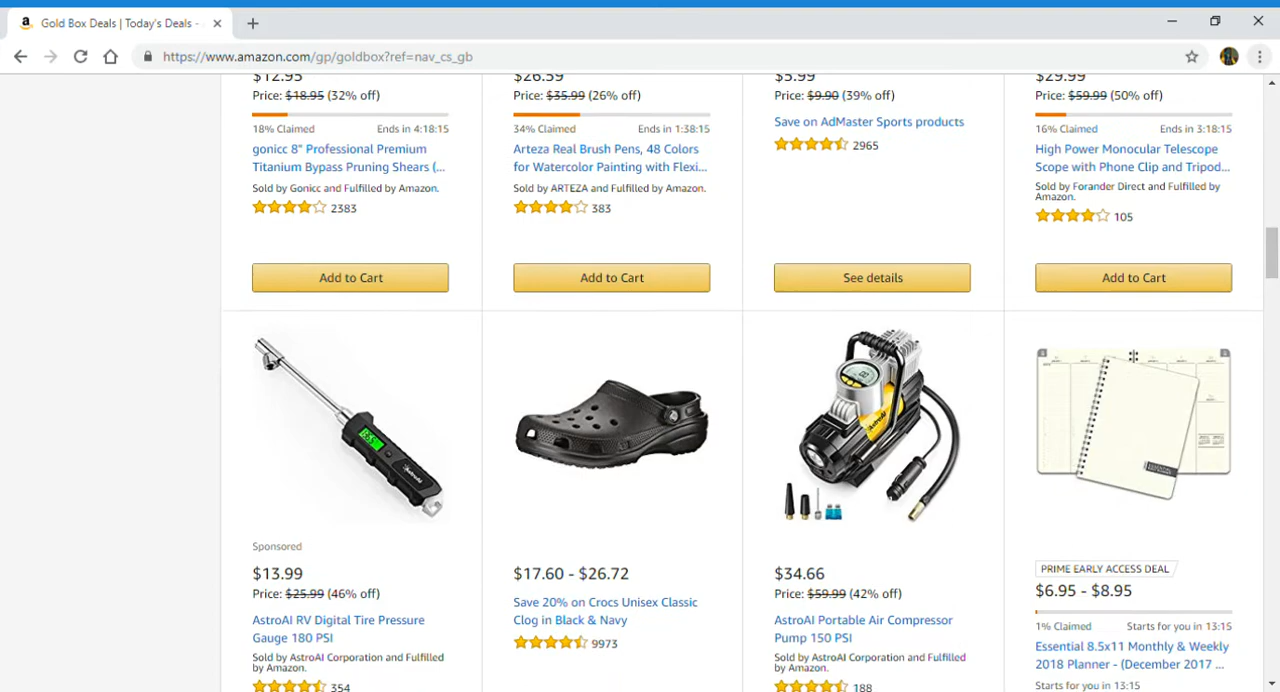 Gold Box Deals | Today's Deals -
https://www.amazon.com/gp/goldbox?ref=nav_cs_gb
$12.95
Price: $18.95 (32% off)
18% Claimed Ends in 4:18:15
gonicc 8" Professional Premium
Titanium Bypass Pruning Shears (...
Sold by Gonicc and Fulfilled by Amazon.
2383
Add to Cart
$26.59
Price: $35.99 (26% off)
34% Claimed Ends in 1:38:15
Arteza Real Brush Pens, 48 Colors
for Watercolor Painting with Flexi...
Sold by ARTEZA and Fulfilled by Amazon.
383
Add to Cart
$5.99
Price: $9.90 (39% off)
Save on AdMaster Sports products
2965
See details
$29.99
Price: $59.99 (50% off)
16% Claimed Ends in 3:18:15
High Power Monocular Telescope
Scope with Phone Clip and Tripod...
Sold by Forander Direct and Fulfilled by
Amazon.
105
Add to Cart
AstroAI
Sponsored
$13.99
Price: $25.99 (46% off)
AstroAI RV Digital Tire Pressure
Gauge 180 PSI
Sold by AstroAI Corporation and Fulfilled
by Amazon.
354
$17.60 - $26.72
Save 20% on Crocs Unisex Classic
Clog in Black & Navy
9973
AstroAI
$34.66
Price: $59.99 (42% off)
AstroAI Portable Air Compressor
Pump 150 PSI
Sold by AstroAI Corporation and Fulfilled
by Amazon.
188
PRIME EARLY ACCESS DEAL
$6.95 - $8.95
1% Claimed Starts for you in 13:15
Essential 8.5x11 Monthly & Weekly
2018 Planner - (December 2017 ...
Starts for you in 13:15